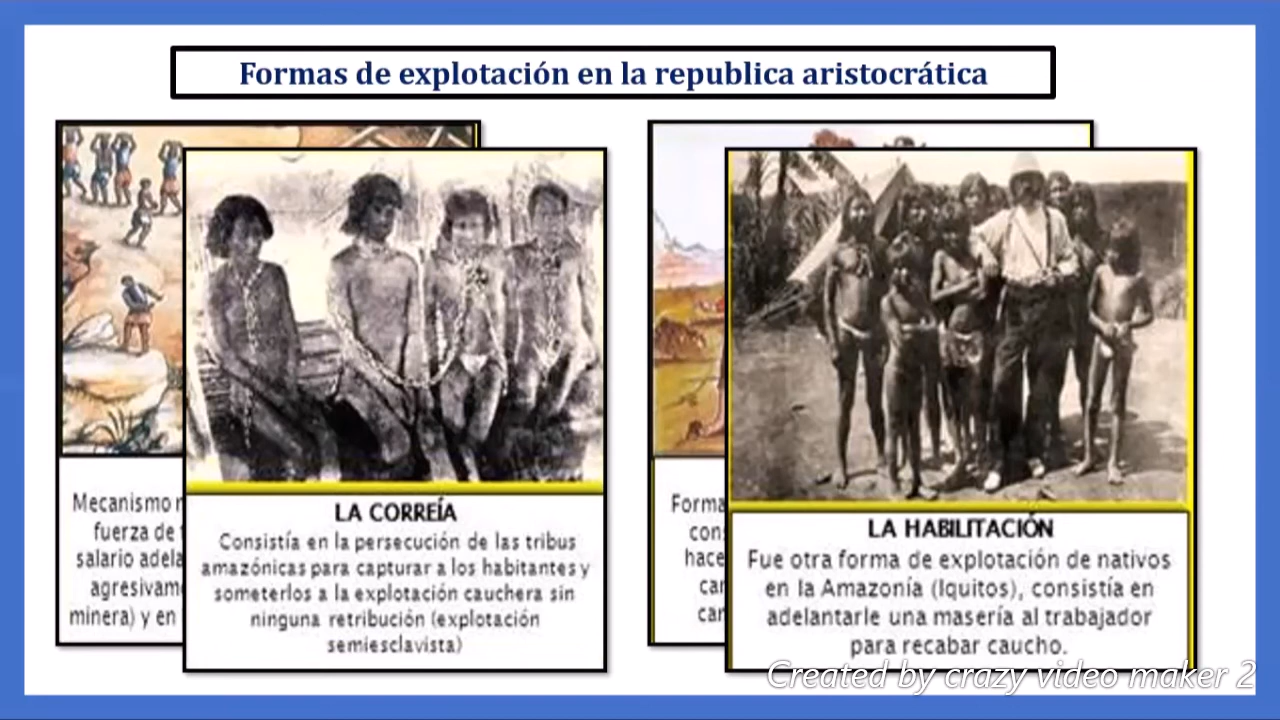 Formas de explotación en la republica aristocrática
Mecanismo
fuerza de
salario adela
agresivam
minera) y en
LA CORREÍA
Consistía en la persecución de las tribus
amazónicas para capturar a los habitantes y
someterlos a la explotación cauchera sin
ninguna retribución (explotación
semiesclavista)
Forma
con
hace
car
car
LA HABILITACIÓN
Fue otra forma de explotación de nativos
en la Amazonía (Iquitos), consistía en
adelantarle una masería al trabajador
para recabar caucho.
Created by crazy video maker 2